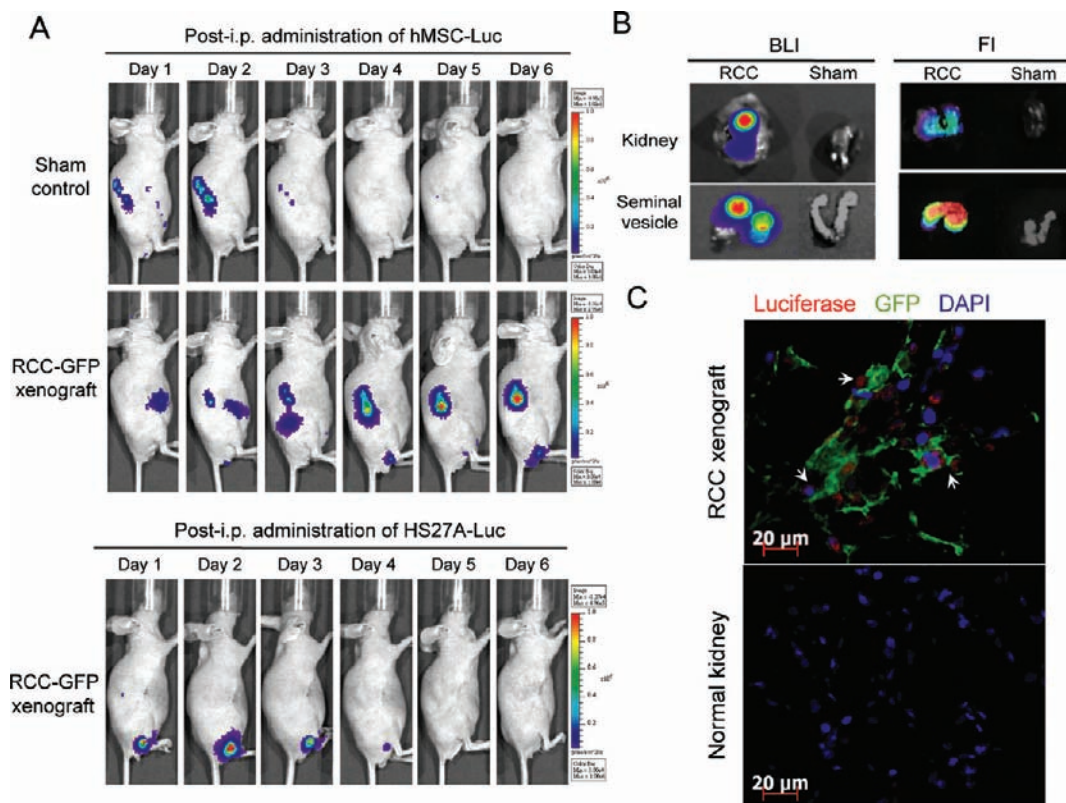 A
Post-i.p. administration of hMSC-Luc
Day 1 Day 2 Day 3 Day 4 Day 5 Day 6
Sham
control
RCC-GFP
xenograft
Post-i.p. administration of HS27A-Luc
Day 1 Day 2 Day 3 Day 4 Day 5 Day 6
RCC-GFP
xenograft
B
BLI FI
RCC Sham RCC Sham
Kidney
Seminal
vesicle
C
Luciferase GFP DAPI
RCC xenograft
20 μm
Normal kidney
20 μm